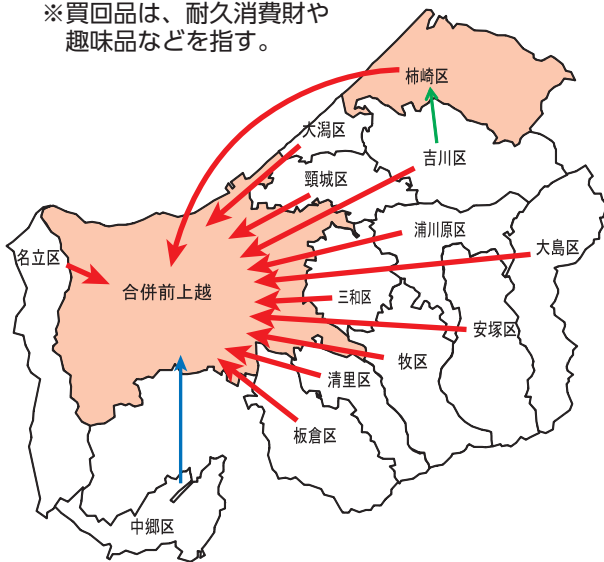 ※買回品は、耐久消費財や
趣味品などを指す。
柿崎区
大潟区
吉川区
頸城区
浦川原区
大島区
名立区
合併前上越
三和区
安塚区
牧区
清里区
板倉区
中郷区